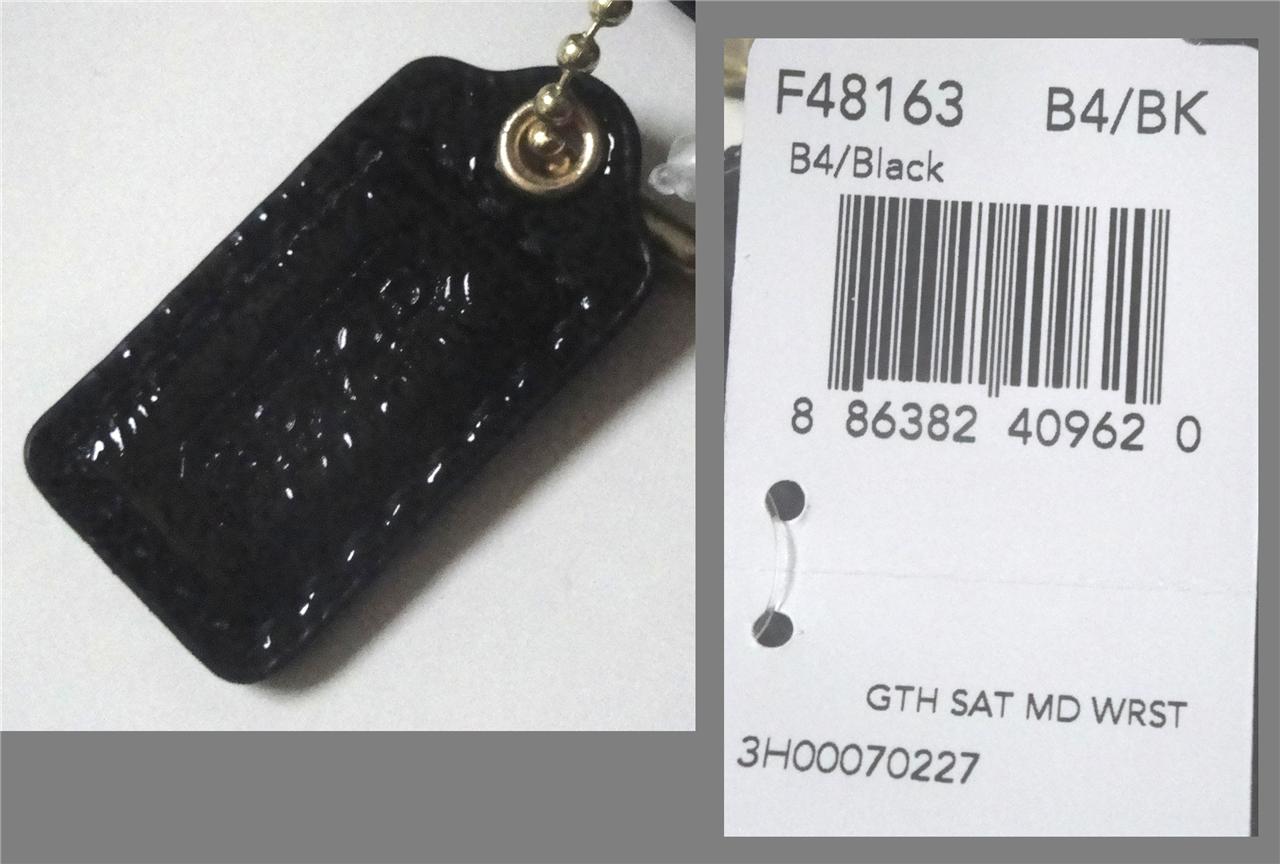 F48163 B4/BK
B4/Black
8 86382 40962 0
GTH SAT MD WRST
3H00070227